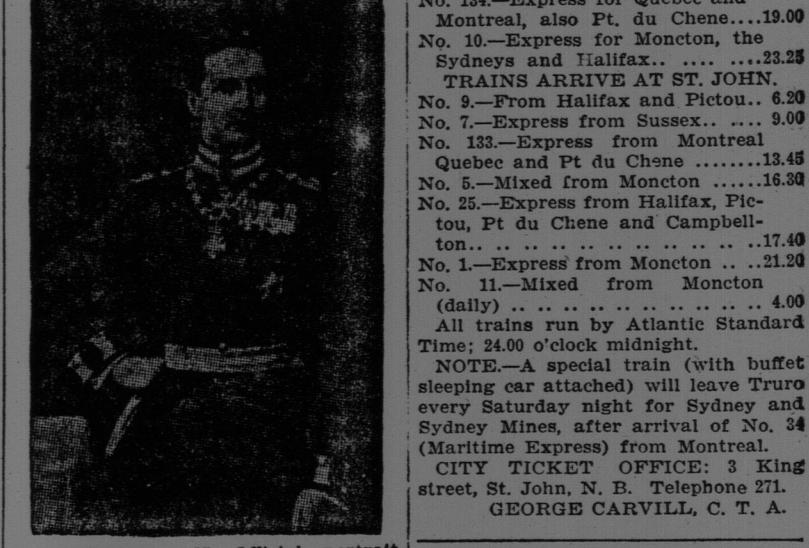 No. 134.—Express for Quebec and
Montreal, also Pt. du Chene....19.00
No. 10.—Express for Moncton, the
Sydneys and Halifax.. .... ....23.25
TRAINS ARRIVE AT ST. JOHN.
No. 9.—From Halifax and Pictou.. 6.20
No. 7.—Express from Sussex.. .... 9.00
No. 133.—Express from Montreal
Quebec and Pt du Chene ........13.45
No. 5.—Mixed from Moncton ......16.30
No. 25.—Express from Halifax, Pic-
tou, Pt du Chene and Campbell-
ton.. .. .. .. .. .. .. .. .. .. ..17.40
No. 1.—Express from Moncton .. ..21.20
No. 11.—Mixed from Moncton
(daily) .. .. .. .. .. .. .. .. .. 4.00
All trains run by Atlantic Standard
Time; 24.00 o'clock midnight.
NOTE.—A special train (with buffet
sleeping car attached) will leave Truro
every Saturday night for Sydney and
Sydney Mines, after arrival of No. 34
(Maritime Express) from Montreal.
CITY TICKET OFFICE: 3 King
street, St. John, N. B. Telephone 271.
GEORGE CARVILL, C. T. A.